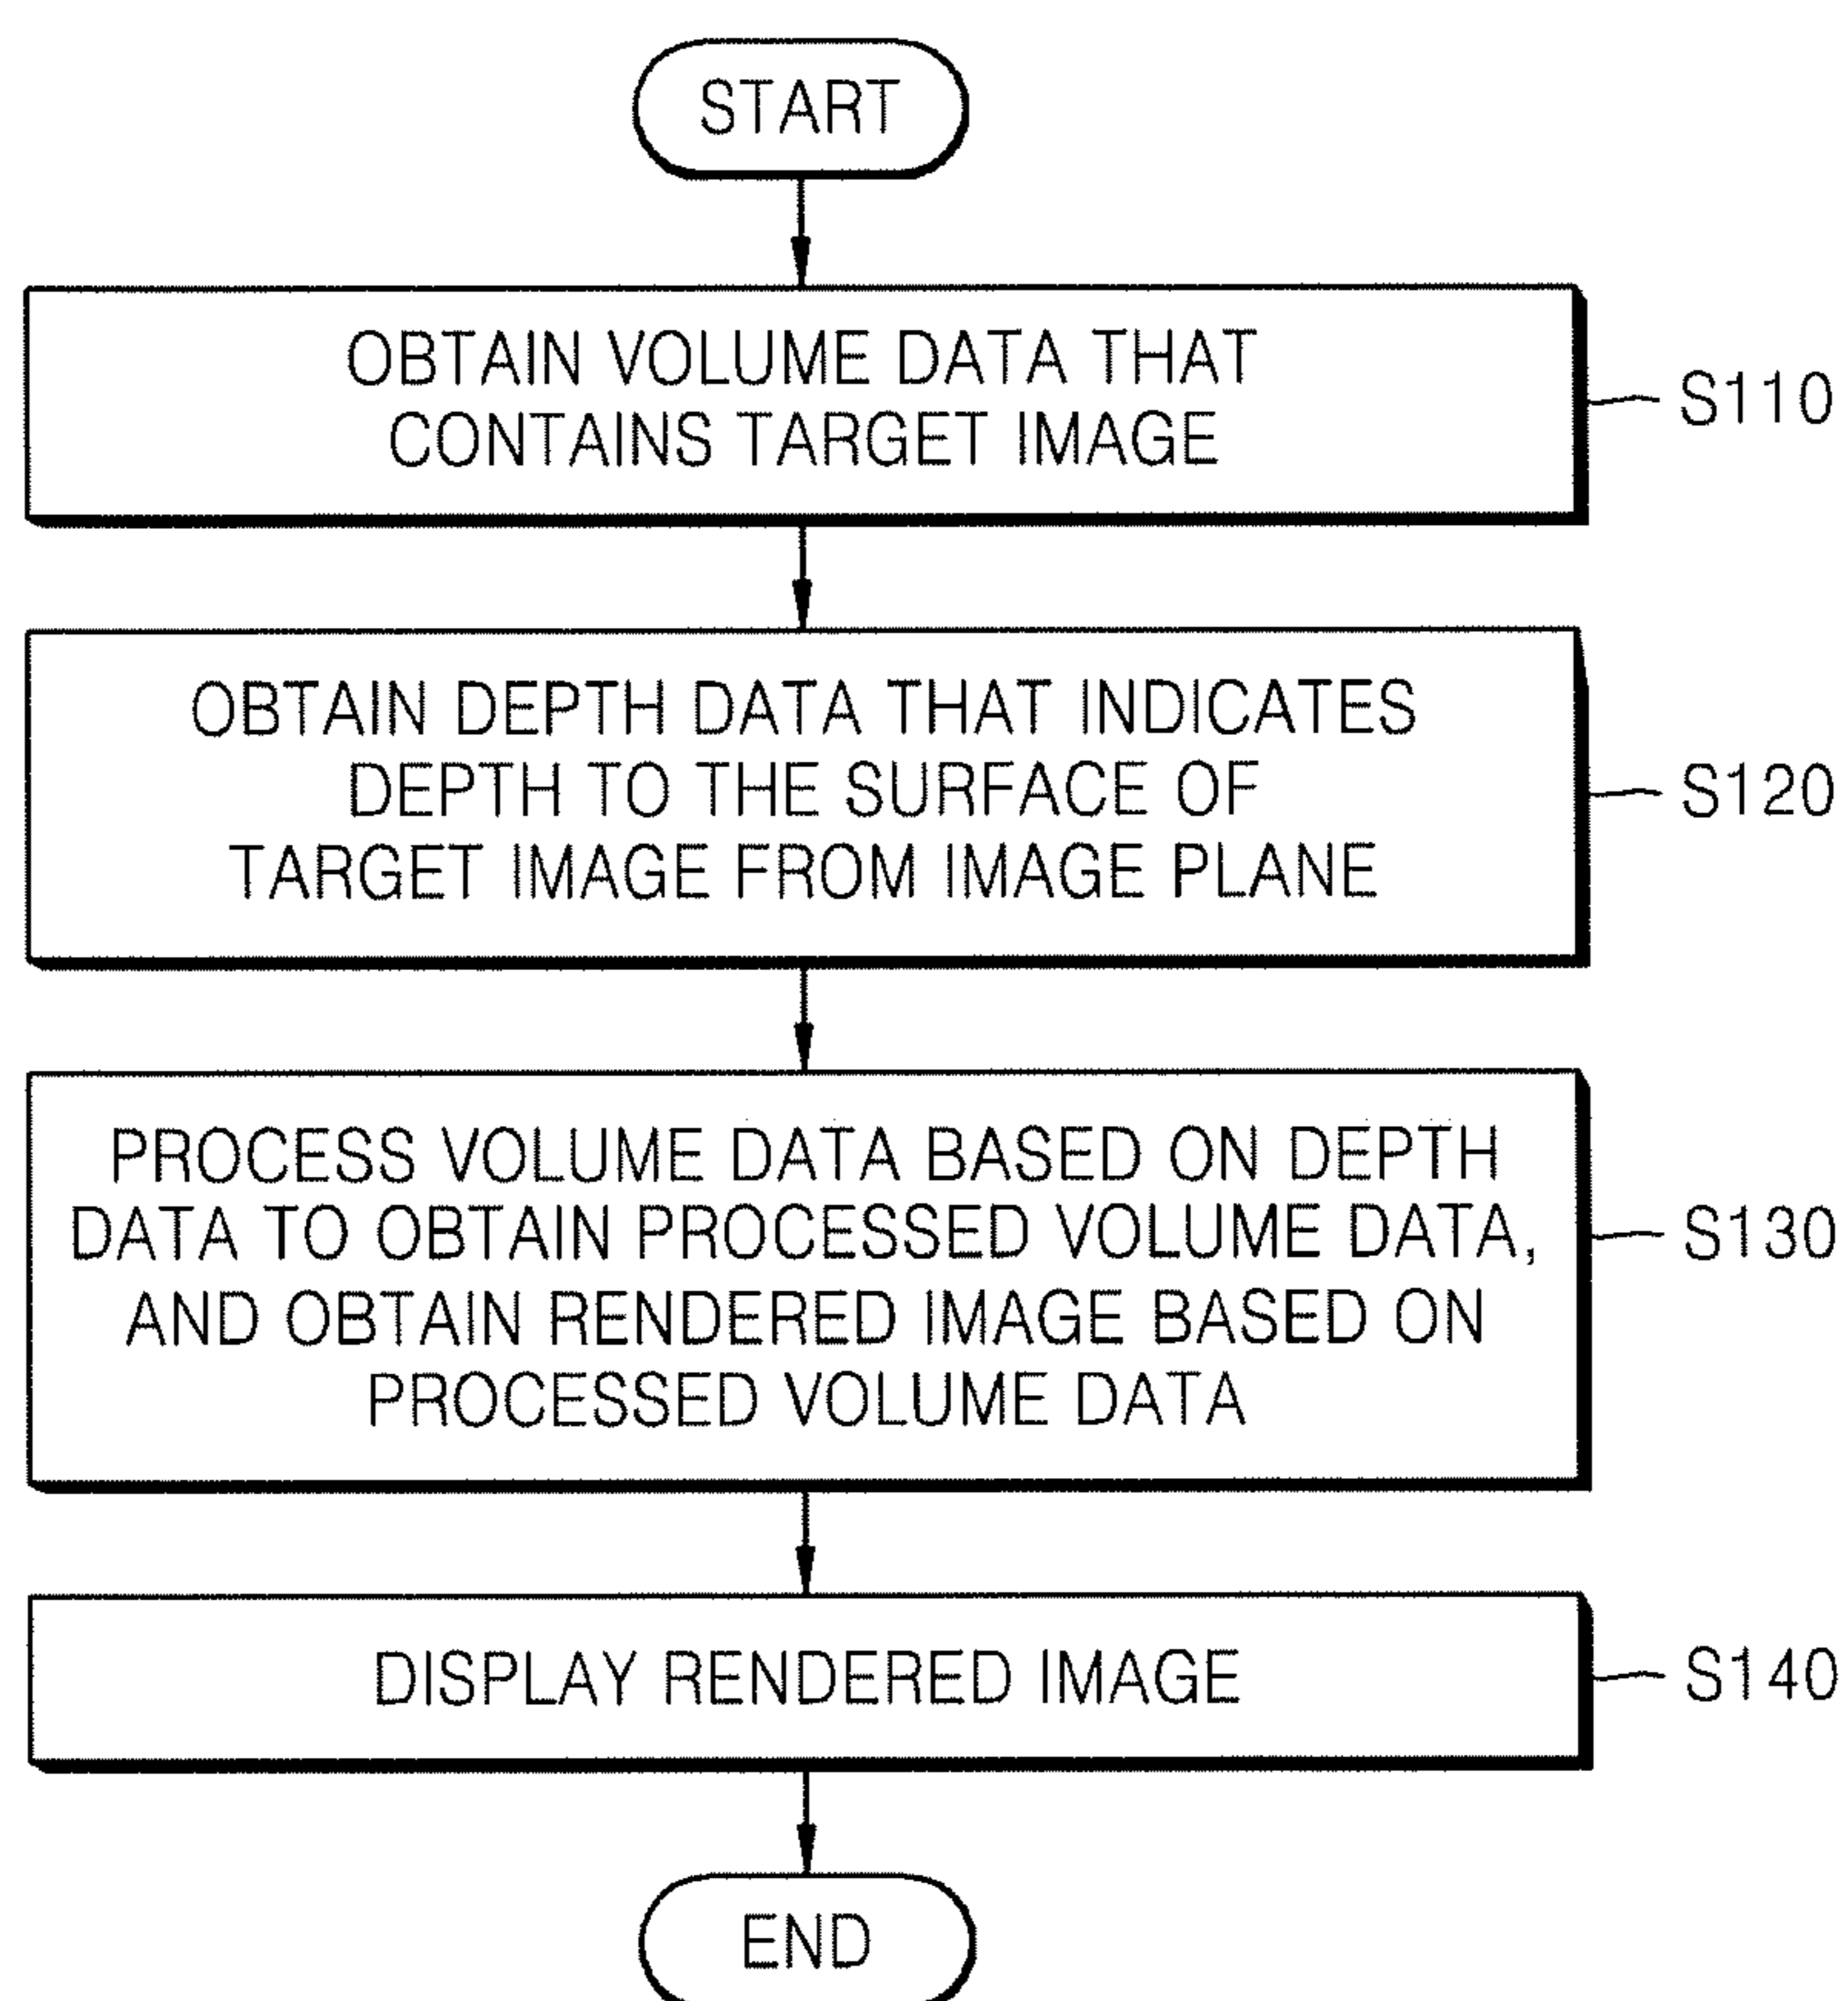 START
OBTAIN VOLUME DATA THAT
CONTAINS TARGET IMAGE
S110
OBTAIN DEPTH DATA THAT INDICATES
DEPTH TO THE SURFACE OF
TARGET IMAGE FROM IMAGE PLANE
S120
PROCESS VOLUME DATA BASED ON DEPTH
DATA TO OBTAIN PROCESSED VOLUME DATA,
AND OBTAIN RENDERED IMAGE BASED ON
PROCESSED VOLUME DATA
S130
DISPLAY RENDERED IMAGE
S140
END